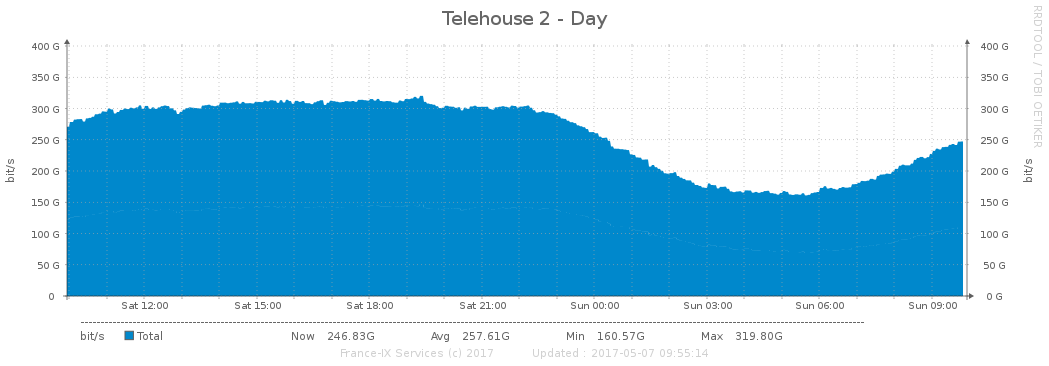 Telehouse 2 - Day
RRDTOOL / TOBI OETIKER
400 G 400 G
350 G 350 G
300 G 300 G
250 G 250 G
200 G 200 G
150 G 150 G
100 G 100 G
50 G 50 G
0 0 G
bit/s bit/s
Sat 12:00 Sat 15:00 Sat 18:00 Sat 21:00 Sun 00:00 Sun 03:00 Sun 06:00 Sun 09:00
bit/s Total Now 246.83G Avg 257.61G Min 160.57G Max 319.80G
France-IX Services (c) 2017 Updated : 2017-05-07 09:55:14